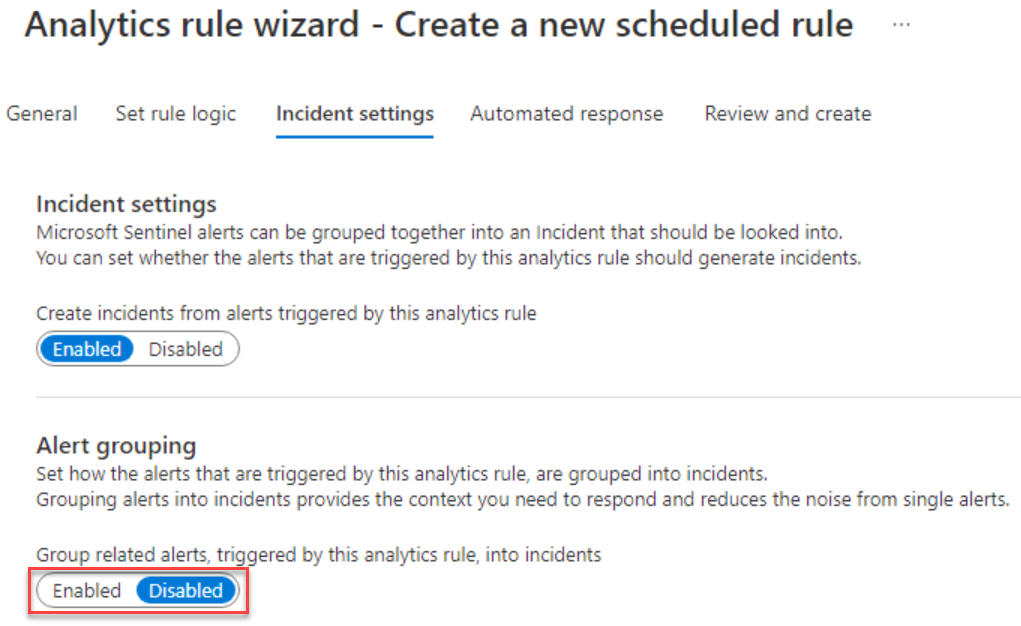 Analytics rule wizard - Create a new scheduled rule ...
General Set rule logic Incident settings Automated response Review and create
Incident settings
Microsoft Sentinel alerts can be grouped together into an Incident that should be looked into.
You can set whether the alerts that are triggered by this analytics rule should generate incidents.
Create incidents from alerts triggered by this analytics rule
Enabled Disabled
Alert grouping
Set how the alerts that are triggered by this analytics rule, are grouped into incidents.
Grouping alerts into incidents provides the context you need to respond and reduces the noise from single alerts.
Group related alerts, triggered by this analytics rule, into incidents
Enabled Disabled